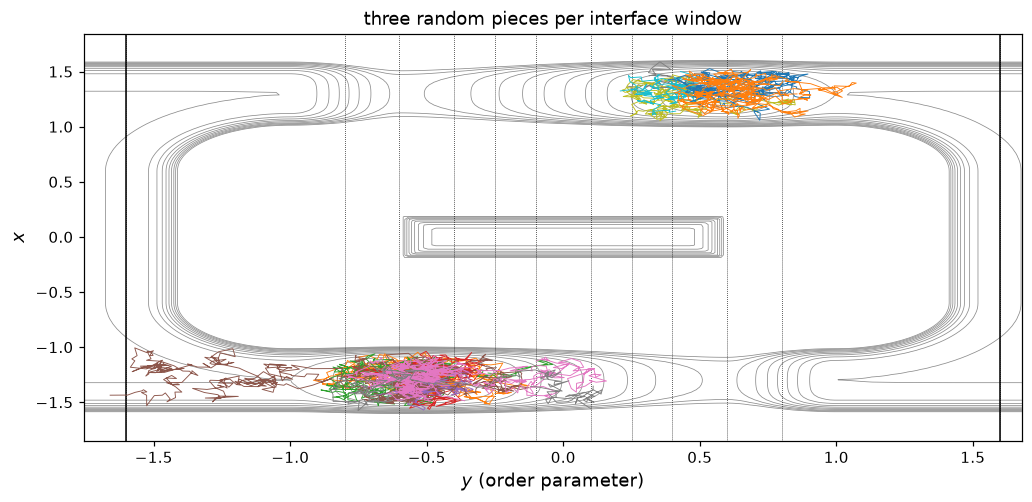 three random pieces per interface window
1.5
1.0
0.5
0.0
−0.5
−1.0
−1.5
x
−1.5 −1.0 −0.5 0.0 0.5 1.0 1.5
y (order parameter)